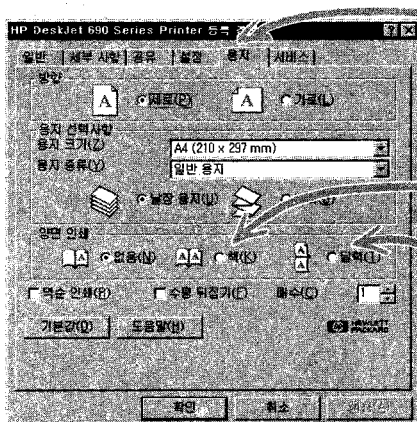 HP DeskJet 690 Series Printer 등록
일반 세부 사항 공유 설정 용지 서비스
방향
A 세로(P) A 가로(L)
용지 선택사항
용지 크기(Z) A4 (210 x 297 mm)
용지 종류(Y) 일반 용지
낱장 용지(U)
양면 인쇄
없음(N) 책(K) 달력(T)
역순 인쇄(R) 수평 뒤집기(F) 매수(C) 1
기본값(D) 도움말(H) HEWLETT PACKARD
확인 취소